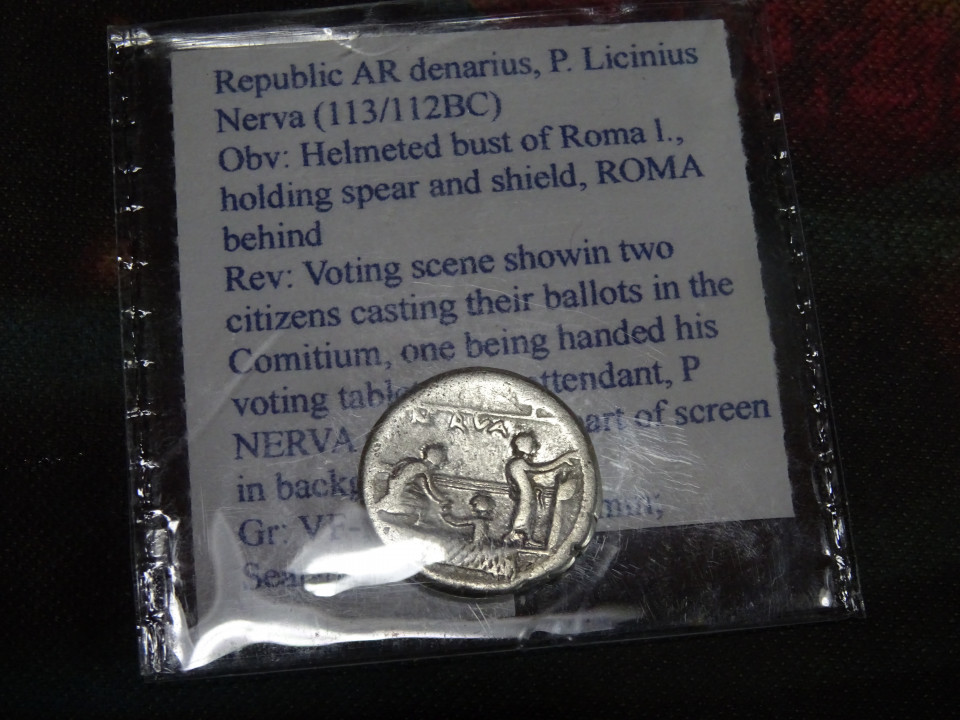 Republic AR denarius, P. Licinius
Nerva (113/112BC)
Obv: Helmeted bust of Roma l.,
holding spear and shield, ROMA
behind
Rev: Voting scene showin two
citizens casting their ballots in the
Comitium, one being handed his
voting attendant, P
NERVA of screen
in
Gr: